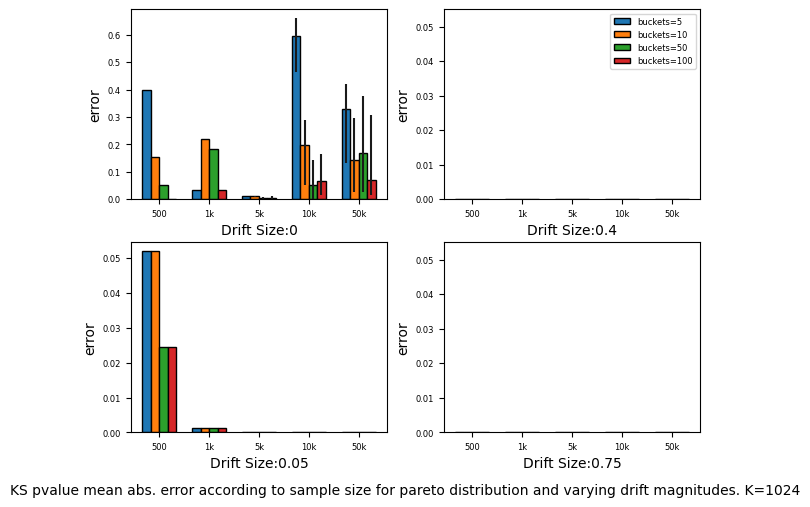 error
0.6
0.5
0.4
0.3
0.2
0.1
0.0
500 1k 5k 10k 50k
Drift Size:0
error
0.05
0.04
0.03
0.02
0.01
0.00
buckets=5
buckets=10
buckets=50
buckets=100
500 1k 5k 10k 50k
Drift Size:0.4
error
0.05
0.04
0.03
0.02
0.01
0.00
500 1k 5k 10k 50k
Drift Size:0.05
error
0.05
0.04
0.03
0.02
0.01
0.00
500 1k 5k 10k 50k
Drift Size:0.75
KS pvalue mean abs. error according to sample size for pareto distribution and varying drift magnitudes. K=1024